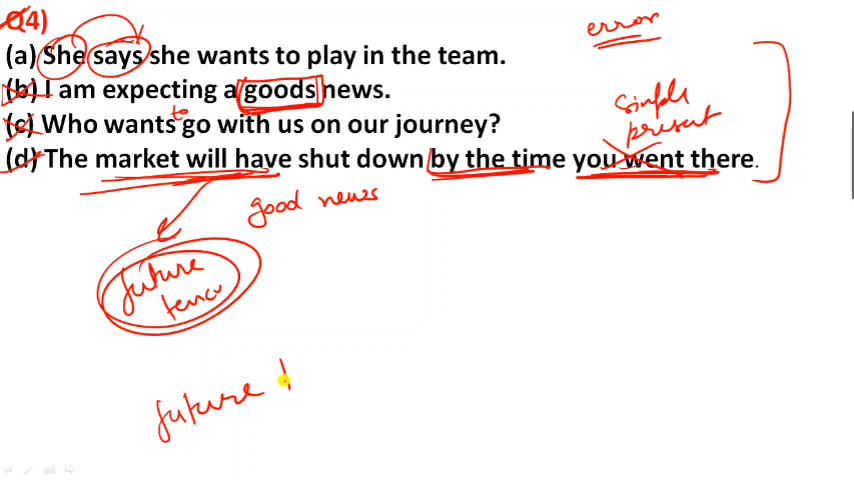 Q4)
error
(a) She says she wants to play in the team.
(b) I am expecting a goods news.
simple
present
to
(c) Who wants go with us on our journey?
(d) The market will have shut down by the time you went there.
good news
future
tence
future